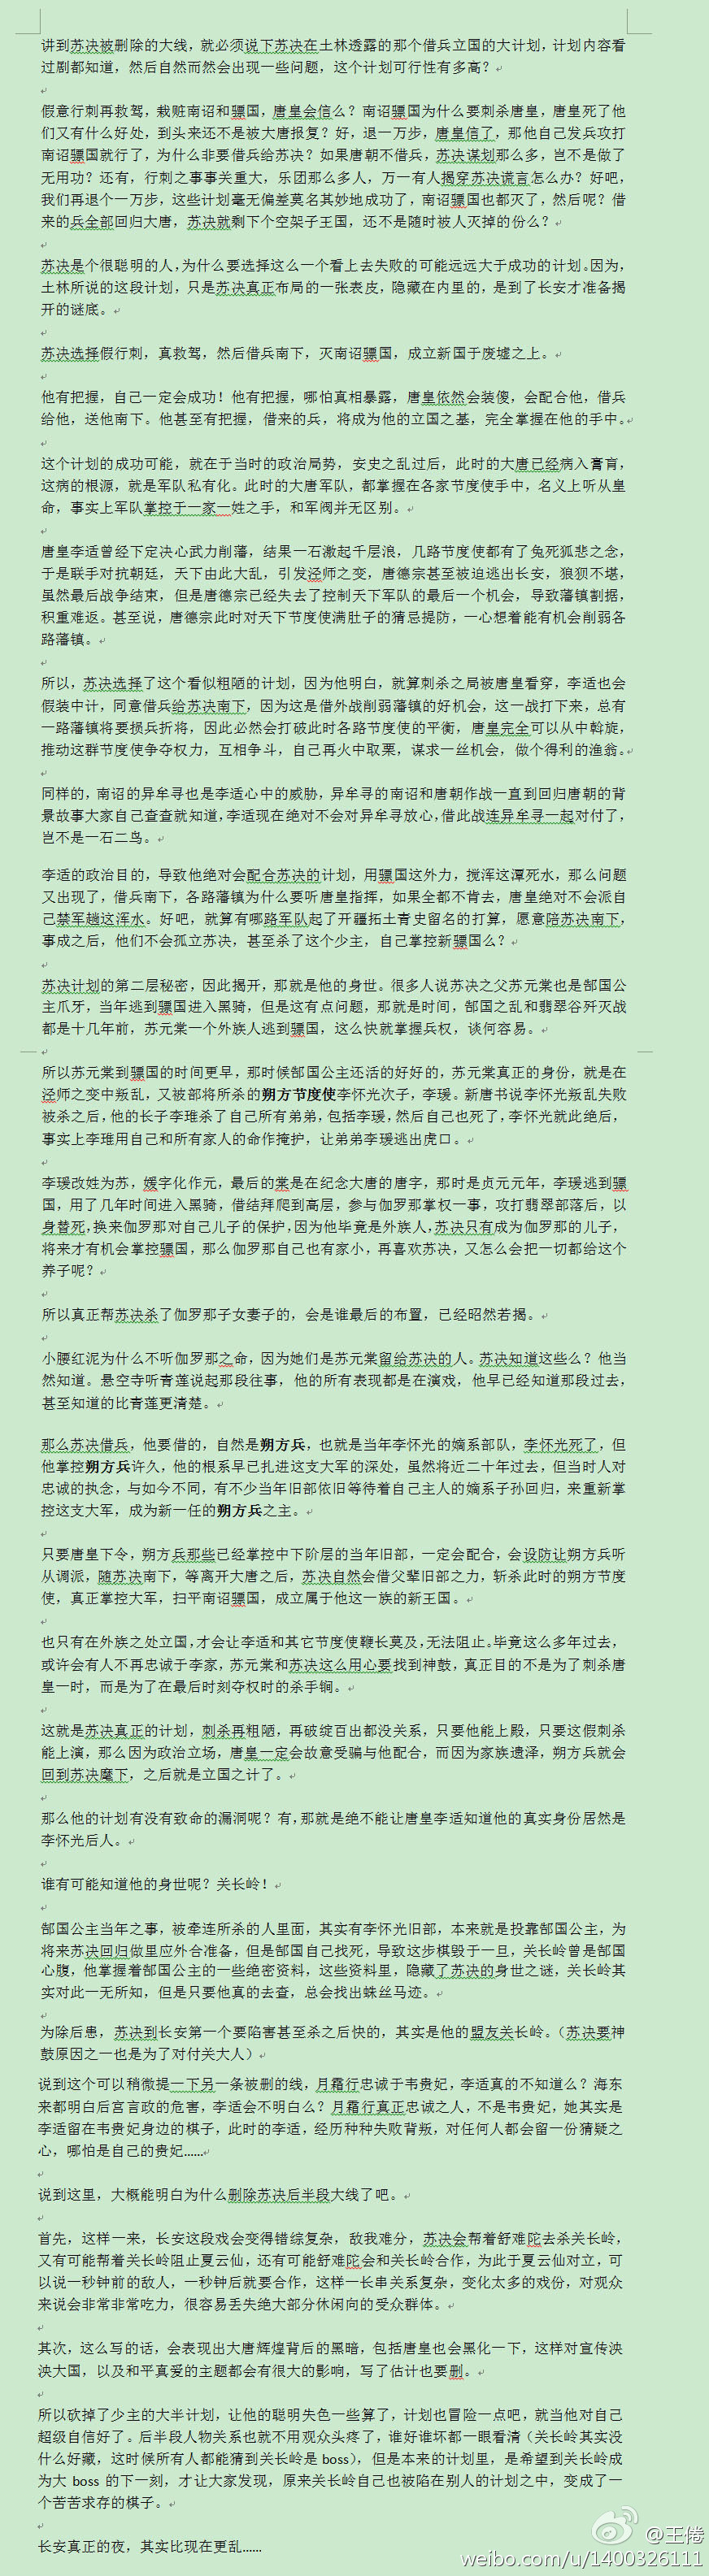 讲到苏决被删除的大线，就必须说下苏决在土林透露的那个借兵立国的大计划，计划内容看
过剧都知道，然后自然而然会出现一些问题，这个计划可行性有多高？
假意行刺再救驾，栽赃南诏和骠国，唐皇会信么？南诏骠国为什么要刺杀唐皇，唐皇死了他
们又有什么好处，到头来还不是被大唐报复？好，退一万步，唐皇信了，那他自己发兵攻打
南诏骠国就行了，为什么非要借兵给苏决？如果唐朝不借兵，苏决谋划那么多，岂不是做了
无用功？还有，行刺之事事关重大，乐团那么多人，万一有人揭穿苏决谎言怎么办？好吧，
我们再退个一万步，这些计划毫无偏差莫名其妙地成功了，南诏骠国也都灭了，然后呢？借
来的兵全部回归大唐，苏决就剩下个空架子王国，还不是随时被人灭掉的份么？
苏决是个很聪明的人，为什么要选择这么一个看上去失败的可能远远大于成功的计划。因为，
土林所说的这段计划，只是苏决真正布局的一张表皮，隐藏在内里的，是到了长安才准备揭
开的谜底。
苏决选择假行刺，真救驾，然后借兵南下，灭南诏骠国，成立新国于废墟之上。
他有把握，自己一定会成功！他有把握，哪怕真相暴露，唐皇依然会装傻，会配合他，借兵
给他，送他南下。他甚至有把握，借来的兵，将成为他的立国之基，完全掌握在他的手中。
这个计划的成功可能，就在于当时的政治局势，安史之乱过后，此时的大唐已经病入膏肓，
这病的根源，就是军队私有化。此时的大唐军队，都掌握在各家节度使手中，名义上听从皇
命，事实上军队掌控于一家一姓之手，和军阀并无区别。
唐皇李适曾经下定决心武力削藩，结果一石激起千层浪，几路节度使都有了兔死狐悲之念，
于是联手对抗朝廷，天下由此大乱，引发泾师之变，唐德宗甚至被迫逃出长安，狼狈不堪，
虽然最后战争结束，但是唐德宗已经失去了控制天下军队的最后一个机会，导致藩镇割据，
积重难返。甚至说，唐德宗此时对天下节度使满肚子的猜忌提防，一心想着能有机会削弱各
路藩镇。
所以，苏决选择了这个看似粗陋的计划，因为他明白，就算刺杀之局被唐皇看穿，李适也会
假装中计，同意借兵给苏决南下，因为这是借外战削弱藩镇的好机会，这一战打下来，总有
一路藩镇将要损兵折将，因此必然会打破此时各路节度使的平衡，唐皇完全可以从中斡旋，
推动这群节度使争夺权力，互相争斗，自己再火中取栗，谋求一丝机会，做个得利的渔翁。
同样的，南诏的异牟寻也是李适心中的威胁，异牟寻的南诏和唐朝作战一直到回归唐朝的背
景故事大家自己查查就知道，李适现在绝对不会对异牟寻放心，借此战连异牟寻一起对付了，
岂不是一石二鸟。
李适的政治目的，导致他绝对会配合苏决的计划，用骠国这外力，搅浑这潭死水，那么问题
又出现了，借兵南下，各路藩镇为什么要听唐皇指挥，如果全都不肯去，唐皇绝对不会派自
己禁军趟这浑水。好吧，就算有哪路军队起了开疆拓土青史留名的打算，愿意陪苏决南下，
事成之后，他们不会孤立苏决，甚至杀了这个少主，自己掌控新骠国么？
苏决计划的第二层秘密，因此揭开，那就是他的身世。很多人说苏决之父苏元棠也是郜国公
主爪牙，当年逃到骠国进入黑骑，但是这有点问题，那就是时间，郜国之乱和翡翠谷歼灭战
都是十几年前，苏元棠一个外族人逃到骠国，这么快就掌握兵权，谈何容易。
所以苏元棠到骠国的时间更早，那时候郜国公主还活的好好的，苏元棠真正的身份，就是在
泾师之变中叛乱，又被部将所杀的朔方节度使李怀光次子，李瑗。新唐书说李怀光叛乱失败
被杀之后，他的长子李琟杀了自己所有弟弟，包括李瑗，然后自己也死了，李怀光就此绝后，
事实上李琟用自己和所有家人的命作掩护，让弟弟李瑗逃出虎口。
李瑗改姓为苏，媛字化作元，最后的棠是在纪念大唐的唐字，那时是贞元元年，李瑗逃到骠
国，用了几年时间进入黑骑，借结拜爬到高层，参与伽罗那掌权一事，攻打翡翠部落后，以
身替死，换来伽罗那对自己儿子的保护，因为他毕竟是外族人，苏决只有成为伽罗那的儿子，
将来才有机会掌控骠国，那么伽罗那自己也有家小，再喜欢苏决，又怎么会把一切都给这个
养子呢？
所以真正帮苏决杀了伽罗那子女妻子的，会是谁最后的布置，已经昭然若揭。
小腰红泥为什么不听伽罗那之命，因为她们是苏元棠留给苏决的人。苏决知道这些么？他当
然知道。悬空寺听青莲说起那段往事，他的所有表现都是在演戏，他早已经知道那段过去，
甚至知道的比青莲更清楚。
那么苏决借兵，他要借的，自然是朔方兵，也就是当年李怀光的嫡系部队，李怀光死了，但
他掌控朔方兵许久，他的根系早已扎进这支大军的深处，虽然将近二十年过去，但当时人对
忠诚的执念，与如今不同，有不少当年旧部依旧等待着自己主人的嫡系子孙回归，来重新掌
控这支大军，成为新一任的朔方兵之主。
只要唐皇下令，朔方兵那些已经掌控中下阶层的当年旧部，一定会配合，会设防让朔方兵听
从调派，随苏决南下，等离开大唐之后，苏决自然会借父辈旧部之力，斩杀此时的朔方节度
使，真正掌控大军，扫平南诏骠国，成立属于他这一族的新王国。
也只有在外族之处立国，才会让李适和其它节度使鞭长莫及，无法阻止。毕竟这么多年过去，
或许会有人不再忠诚于李家，苏元棠和苏决这么用心要找到神鼓，真正目的不是为了刺杀唐
皇一时，而是为了在最后时刻夺权时的杀手锏。
这就是苏决真正的计划，刺杀再粗陋，再破绽百出都没关系，只要他能上殿，只要这假刺杀
能上演，那么因为政治立场，唐皇一定会故意受骗与他配合，而因为家族遗泽，朔方兵就会
回到苏决麾下，之后就是立国之计了。
那么他的计划有没有致命的漏洞呢？有，那就是绝不能让唐皇李适知道他的真实身份居然是
李怀光后人。
谁有可能知道他的身世呢？关长岭！
郜国公主当年之事，被牵连所杀的人里面，其实有李怀光旧部，本来就是投靠郜国公主，为
将来苏决回归做里应外合准备，但是郜国自己找死，导致这步棋毁于一旦，关长岭曾是郜国
心腹，他掌握着郜国公主的一些绝密资料，这些资料里，隐藏了苏决的身世之谜，关长岭其
实对此一无所知，但是只要他真的去查，总会找出蛛丝马迹。
为除后患，苏决到长安第一个要陷害甚至杀之后快的，其实是他的盟友关长岭。（苏决要神
鼓原因之一也是为了对付关大人）
说到这个可以稍微提一下另一条被删的线，月霜行忠诚于韦贵妃，李适真的不知道么？海东
来都明白后宫言政的危害，李适会不明白么？月霜行真正忠诚之人，不是韦贵妃，她其实是
李适留在韦贵妃身边的棋子，此时的李适，经历种种失败背叛，对任何人都会留一份猜疑之
心，哪怕是自己的贵妃……
说到这里，大概能明白为什么删除苏决后半段大线了吧。
首先，这样一来，长安这段戏会变得错综复杂，敌我难分，苏决会帮着舒难陀去杀关长岭，
又有可能帮着关长岭阻止夏云仙，还有可能舒难陀会和关长岭合作，为此于夏云仙对立，可
以说一秒钟前的敌人，一秒钟后就要合作，这样一长串关系复杂，变化太多的戏份，对观众
来说会非常非常吃力，很容易丢失绝大部分休闲向的受众群体。
其次，这么写的话，会表现出大唐辉煌背后的黑暗，包括唐皇也会黑化一下，这样对宣传泱
泱大国，以及和平真爱的主题都会有很大的影响，写了估计也要删。
所以砍掉了少主的大半计划，让他的聪明失色一些算了，计划也冒险一点吧，就当他对自己
超级自信好了。后半段人物关系也就不用观众头疼了，谁好谁坏都一眼看清（关长岭其实没
什么好藏，这时候所有人都能猜到关长岭是 boss），但是本来的计划里，是希望到关长岭成
为大 boss 的下一刻，才让大家发现，原来关长岭自己也被陷在别人的计划之中，变成了一
个苦苦求存的棋子。
长安真正的夜，其实比现在更乱……
@王倦
weibo.com/u/1400326111